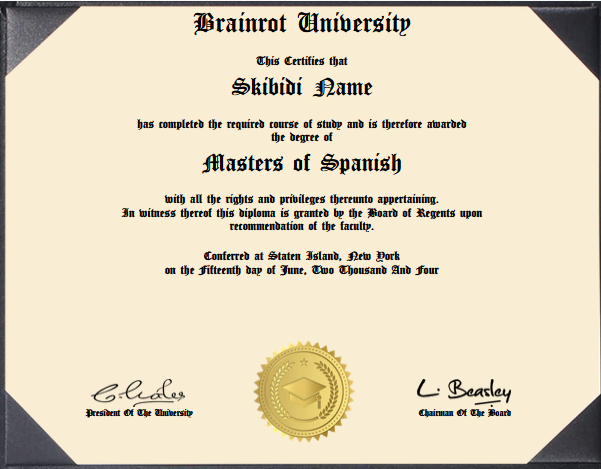 Brainrot University
This Certifies that
Skibidi Name
has completed the required course of study and is therefore awarded
the degree of
Masters of Spanish
with all the rights and privileges thereunto appertaining.
In witness thereof this diploma is granted by the Board of Regents upon
recommendation of the faculty.
Conferred at Staten Island, New York
on the Fifteenth day of June, Two Thousand And Four
L. Beasley
President Of The University
Chairman Of The Board